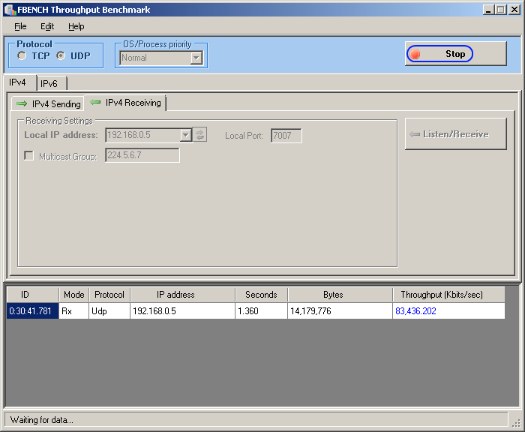 FBENCH Throughput Benchmark
File Edit Help
Protocol
TCP UDP
OS/Process priority
Normal
Stop
IPv4 IPv6
IPv4 Sending IPv4 Receiving
Receiving Settings
Local IP address: 192.168.0.5 Local Port: 7007
Listen/Receive
Multicast Group: 224.5.6.7
ID Mode Protocol IP address Seconds Bytes Throughput (Kbits/sec)
0:30:41.781 Rx Udp 192.168.0.5 1.360 14,179,776 83,436.202
Waiting for data...